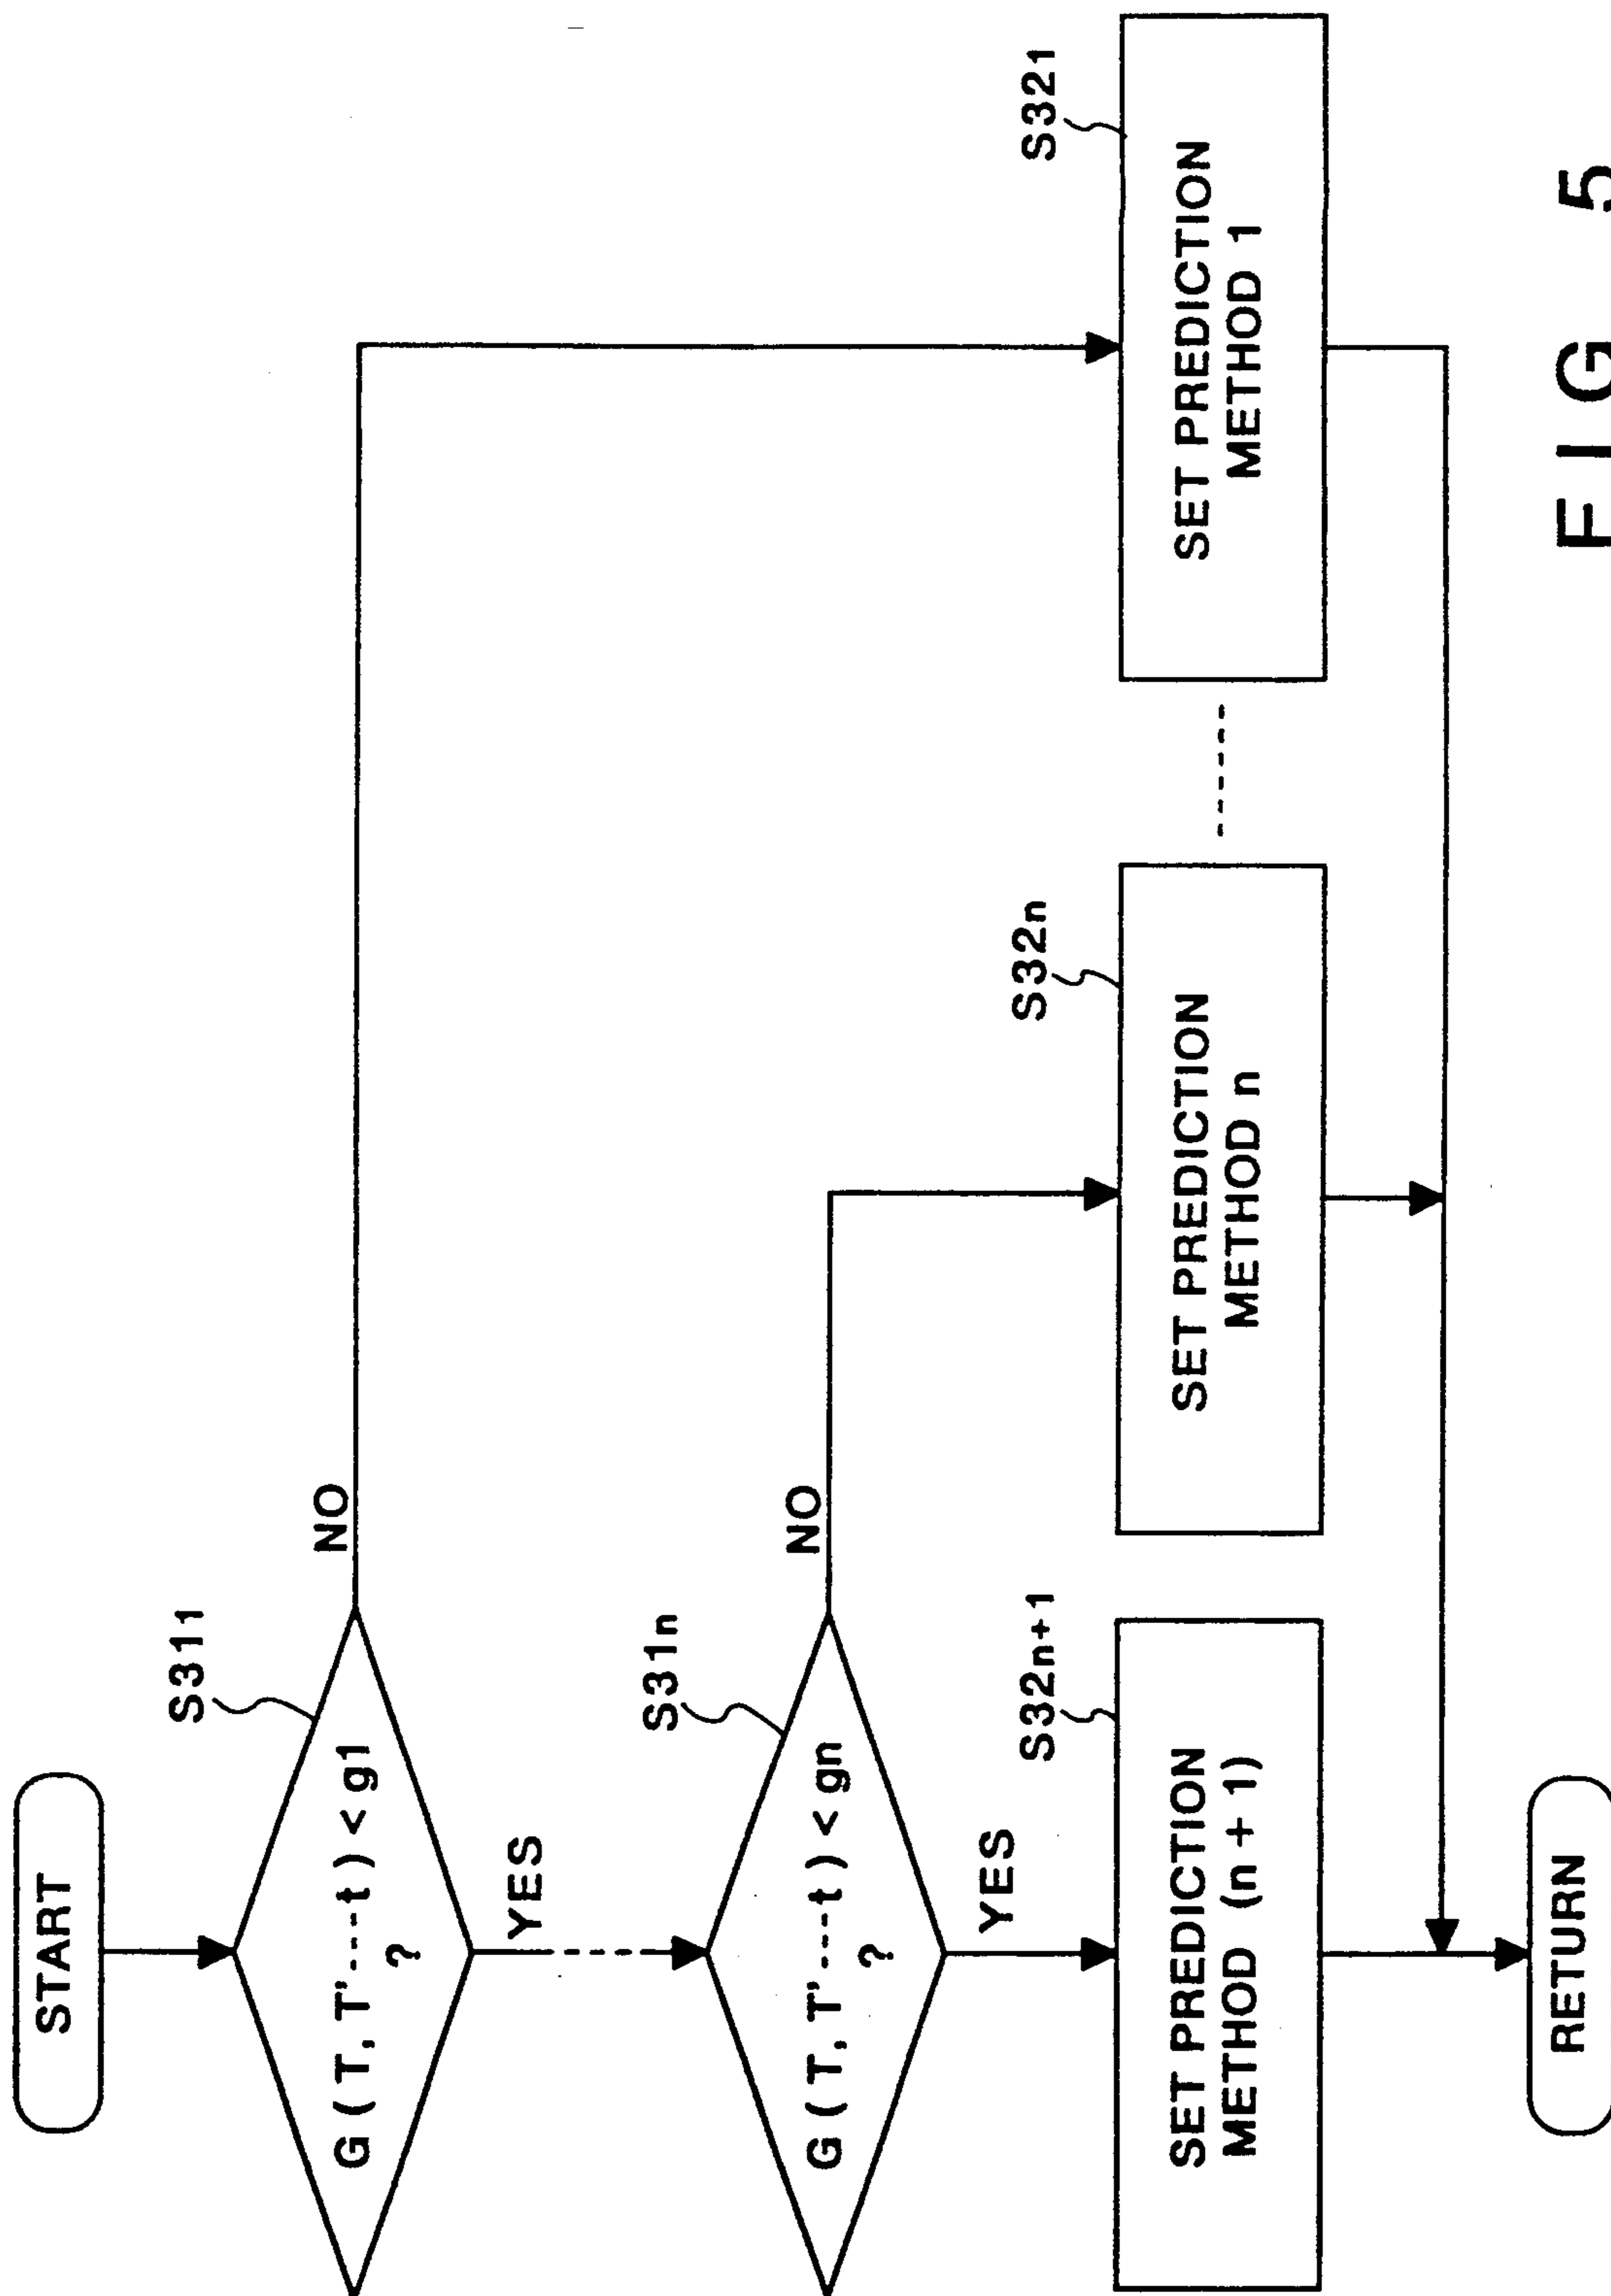 START
S311
G ( T, T'----t ) < g1
?
NO
YES
S31n
G ( T, T'----t ) < gn
?
NO
YES
S32n+1
SET PREDICTION
METHOD (n + 1)
S32n
SET PREDICTION
METHOD n
S321
SET PREDICTION
METHOD 1
RETURN
FIG 5